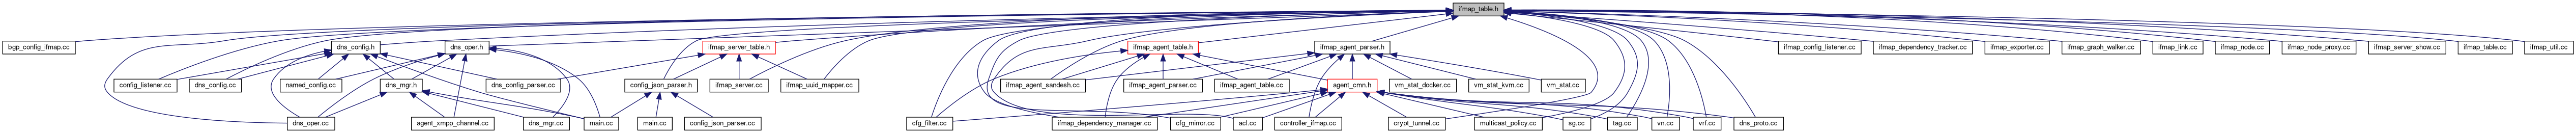 ifmap_table.h
bgp_config_ifmap.cc
dns_config.h
dns_oper.h
ifmap_server_table.h
ifmap_agent_table.h
ifmap_agent_parser.h
ifmap_config_listener.cc
ifmap_dependency_tracker.cc
ifmap_exporter.cc
ifmap_graph_walker.cc
ifmap_link.cc
ifmap_node.cc
ifmap_node_proxy.cc
ifmap_server_show.cc
ifmap_table.cc
ifmap_util.cc
config_listener.cc
dns_config.cc
named_config.cc
dns_mgr.h
dns_config_parser.cc
config_json_parser.h
ifmap_server.cc
ifmap_uuid_mapper.cc
ifmap_agent_sandesh.cc
ifmap_agent_parser.cc
ifmap_agent_table.cc
agent_cmn.h
vm_stat_docker.cc
vm_stat_kvm.cc
vm_stat.cc
dns_oper.cc
agent_xmpp_channel.cc
dns_mgr.cc
main.cc
main.cc
config_json_parser.cc
cfg_filter.cc
ifmap_dependency_manager.cc
cfg_mirror.cc
acl.cc
controller_ifmap.cc
crypt_tunnel.cc
multicast_policy.cc
sg.cc
tag.cc
vn.cc
vrf.cc
dns_proto.cc